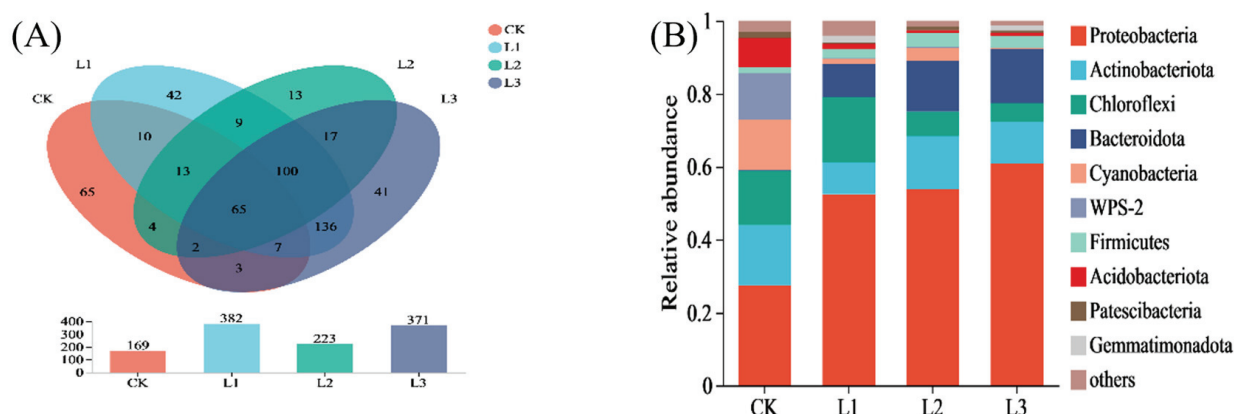 (A)
CK
L1
L2
L3
L1
L2
CK
L3
42
13
10
9
17
65
13
100
41
4
65
136
2
7
3
400
300
200
100
0
169
382
223
371
CK
L1
L2
L3
(B)
Relative abundance
1
0.8
0.6
0.4
0.2
0
CK
L1
L2
L3
Proteobacteria
Actinobacteriota
Chloroflexi
Bacteroidota
Cyanobacteria
WPS-2
Firmicutes
Acidobacteriota
Patescibacteria
Gemmatimonadota
others